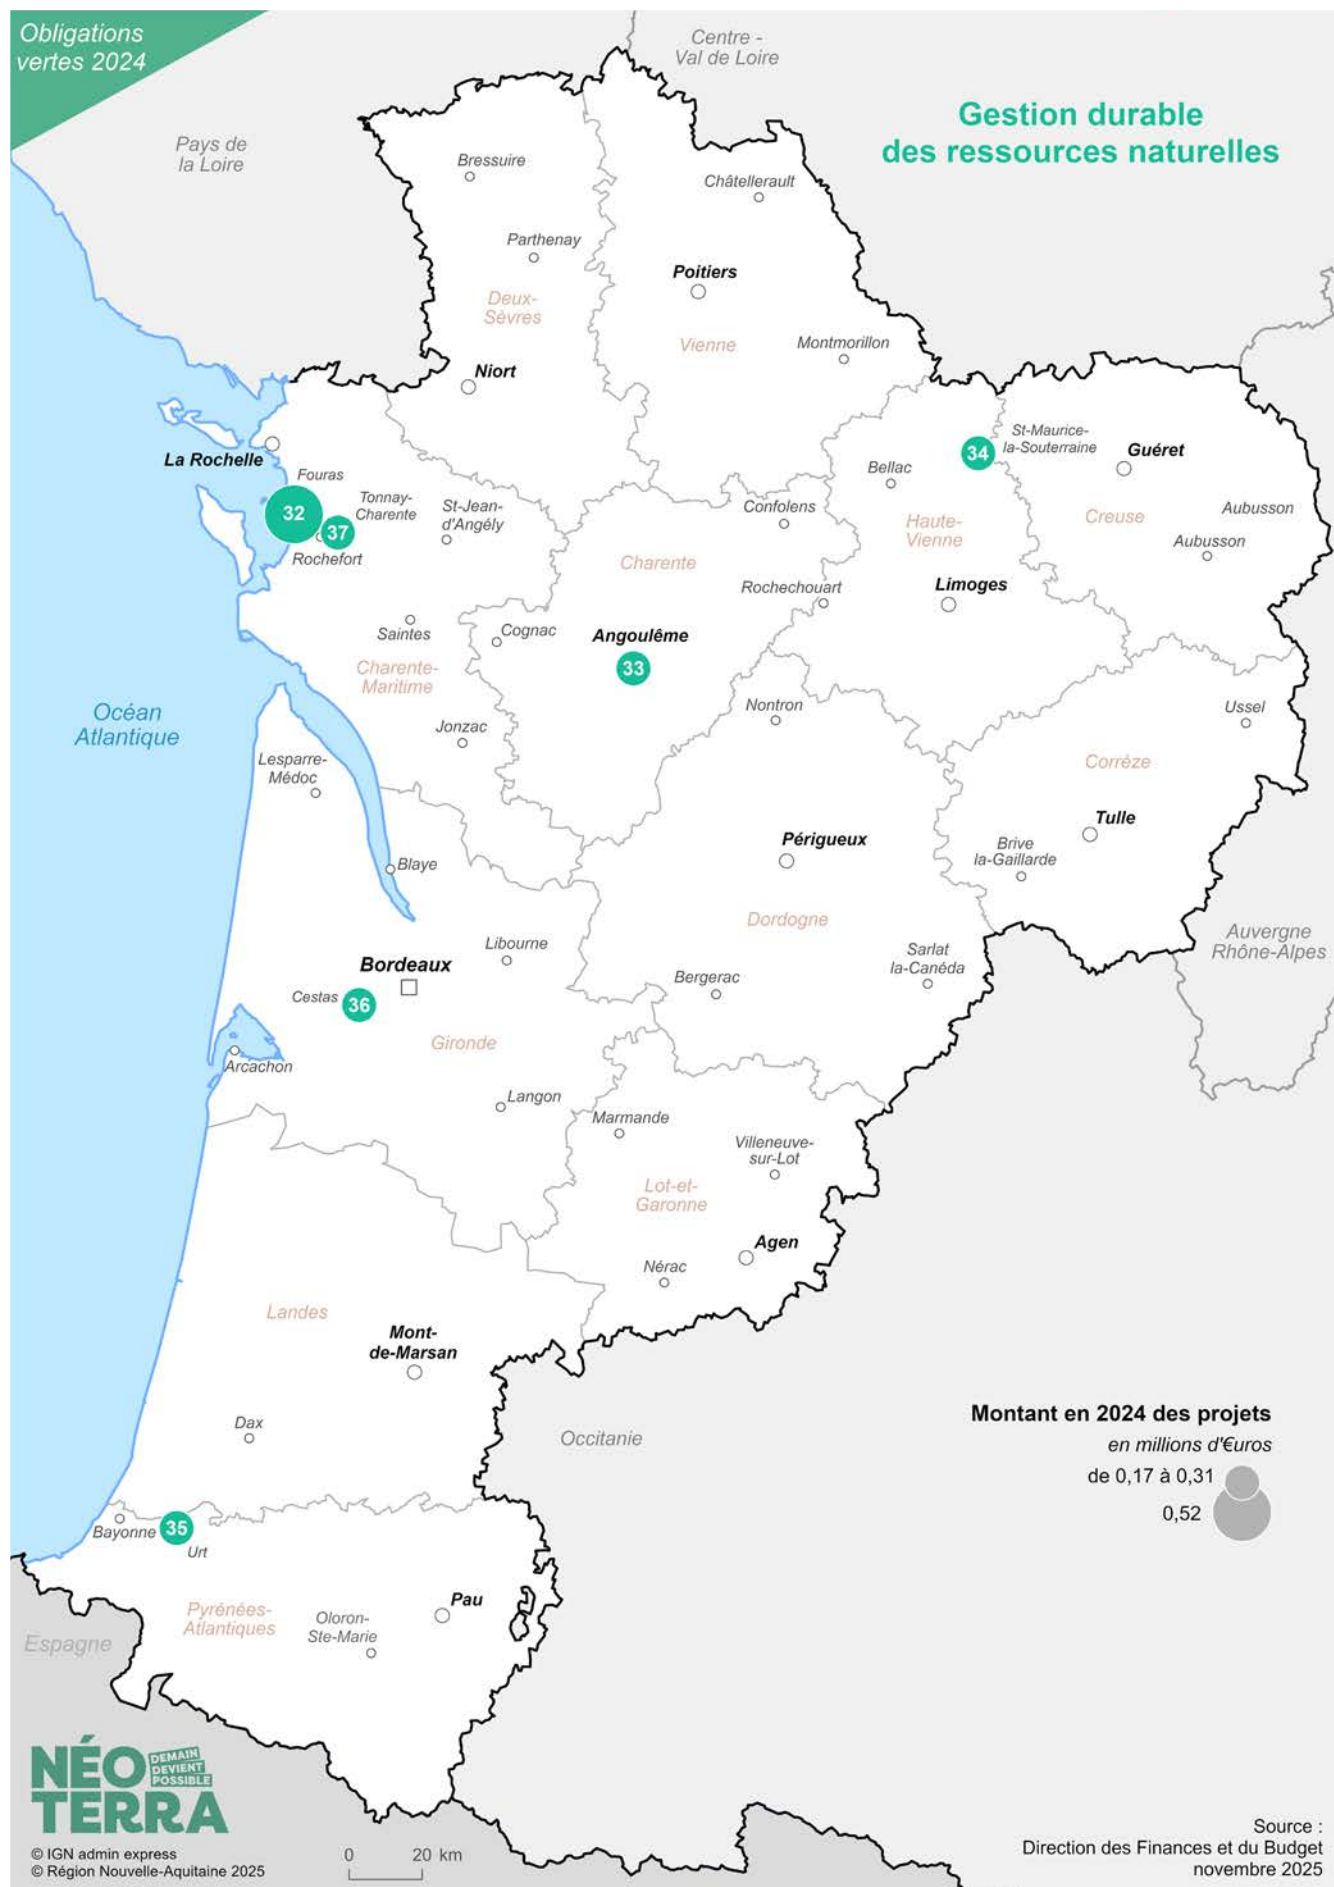 Obligations
vertes 2024
Centre -
Val de Loire
Gestion durable
des ressources naturelles
Pays de
la Loire
Bressuire
Châtellerault
Parthenay
Poitiers
Deux-
Sèvres
Vienne
Montmorillon
Niort
La Rochelle
Fouras
32
37
Tonnay-
Charente
Rochefort
St-Jean-
d'Angély
Confolens
Bellac
34
St-Maurice-
la-Souterraine
Guéret
Haute-
Vienne
Creuse
Aubusson
Aubusson
Charente
Rochechouart
Limoges
Saintes
Cognac
Angoulême
33
Charente-
Maritime
Nontron
Ussel
Océan
Atlantique
Jonzac
Lesparre-
Médoc
Corrèze
Tulle
Périgueux
Brive
la-Gaillarde
Blaye
Dordogne
Auvergne
Rhône-Alpes
Libourne
Sarlat
la-Canéda
Bordeaux
Bergerac
Cestas
36
Gironde
Arcachon
Langon
Marmande
Villeneuve-
sur-Lot
Lot-et-
Garonne
Agen
Nérac
Landes
Mont-
de-Marsan
Dax
Occitanie
Montant en 2024 des projets
en millions d'€uros
de 0,17 à 0,31
0,52
Bayonne
35
Urt
Pau
Pyrénées-
Atlantiques
Oloron-
Ste-Marie
Espagne
NÉO
TERRA
DEMAIN
DEVIENT
POSSIBLE
© IGN admin express
© Région Nouvelle-Aquitaine 2025
0 20 km
Source :
Direction des Finances et du Budget
novembre 2025